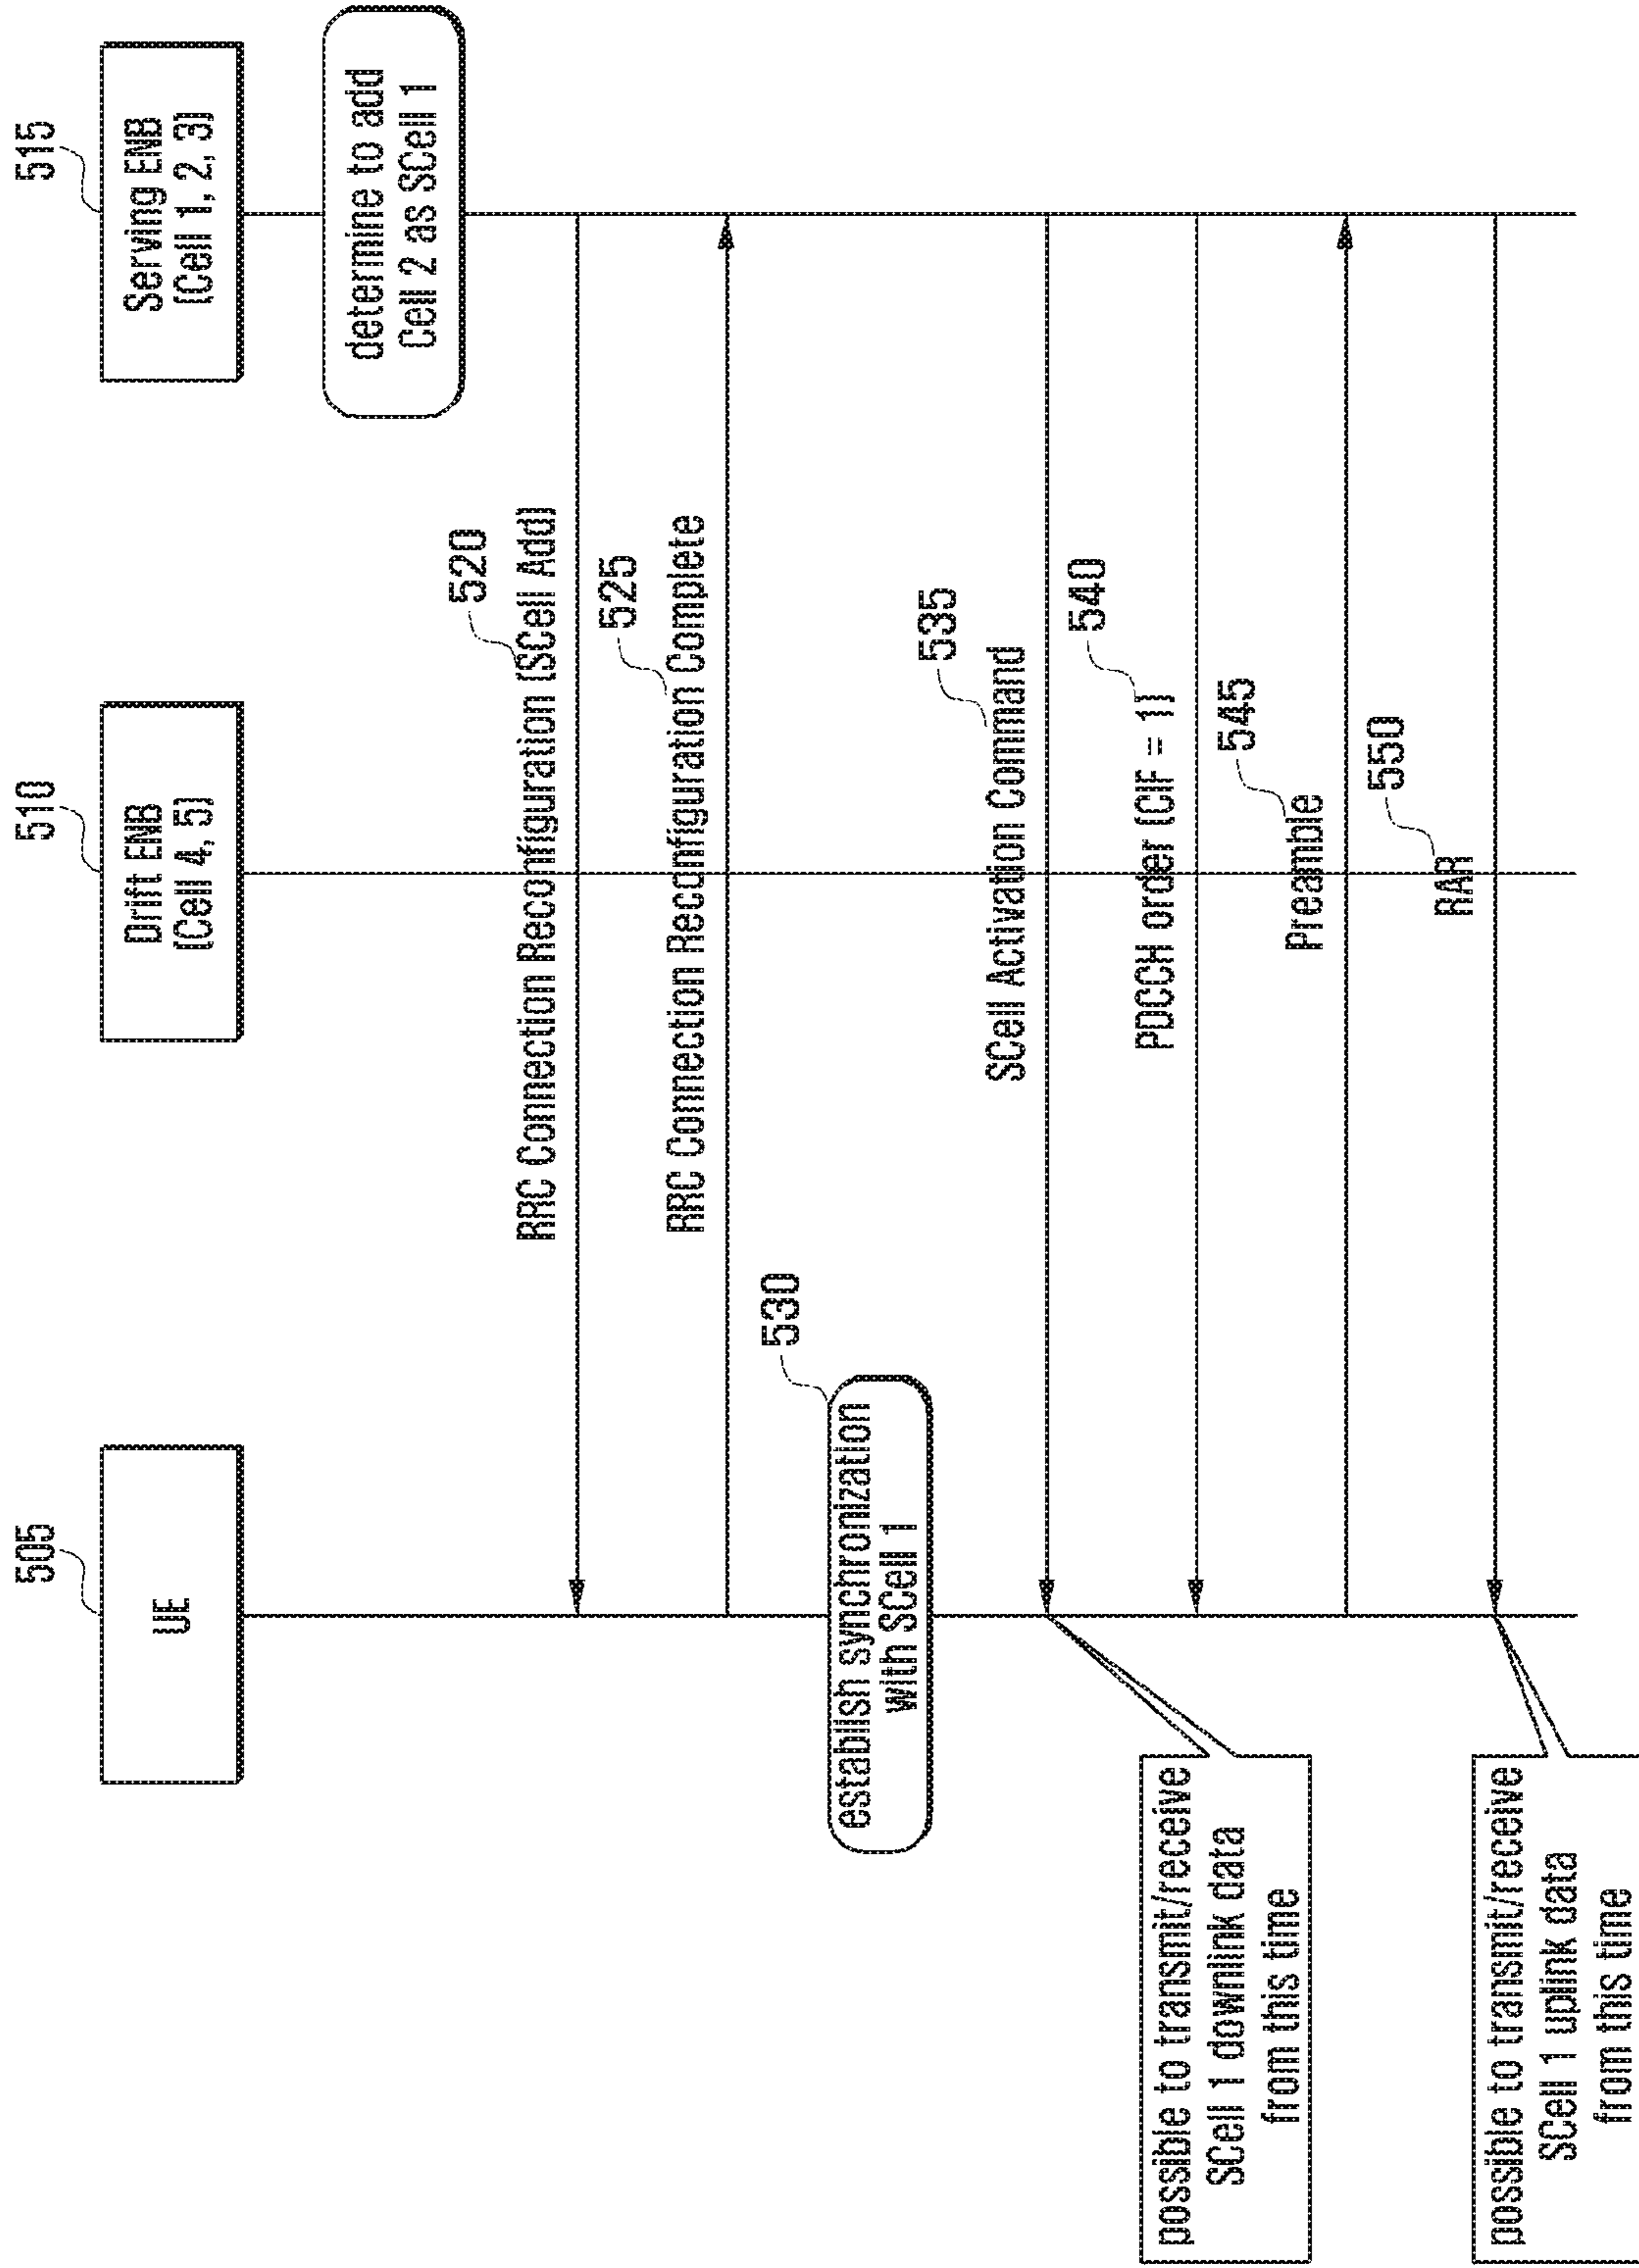 505
UE
510
Drift ENB
(Cell 4, 5)
515
Serving ENB
(Cell 1, 2, 3)
determine to add
Cell 2 as SCell 1
520
RRC Connection Reconfiguration (SCell Add)
525
RRC Connection Reconfiguration Complete
530
establish synchronization
with SCell 1
535
SCell Activation Command
540
PDCCH order (CIF = 1)
possible to transmit/receive
SCell 1 downlink data
from this time
545
Preamble
550
RAR
possible to transmit/receive
SCell 1 uplink data
from this time